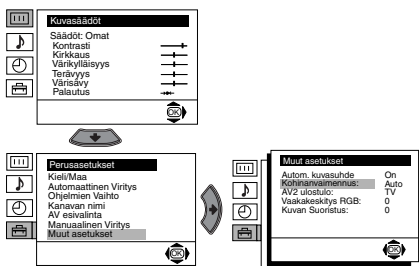 Kuvasäädöt
Säädöt: Omat
Kontrasti
Kirkkaus
Värikylläisyys
Terävyys
Värisävy
Palautus
OK
Perusasetukset
Kieli/Maa
Automaattinen Viritys
Ohjelmien Vaihto
Kanavan nimi
AV esivalinta
Manuaalinen Viritys
Muut asetukset
OK
Muut asetukset
Autom. kuvasuhde On
Kohinanvaimennus: Auto
AV2 ulostulo: TV
Vaakakeskitys RGB: 0
Kuvan Suoristus: 0
OK